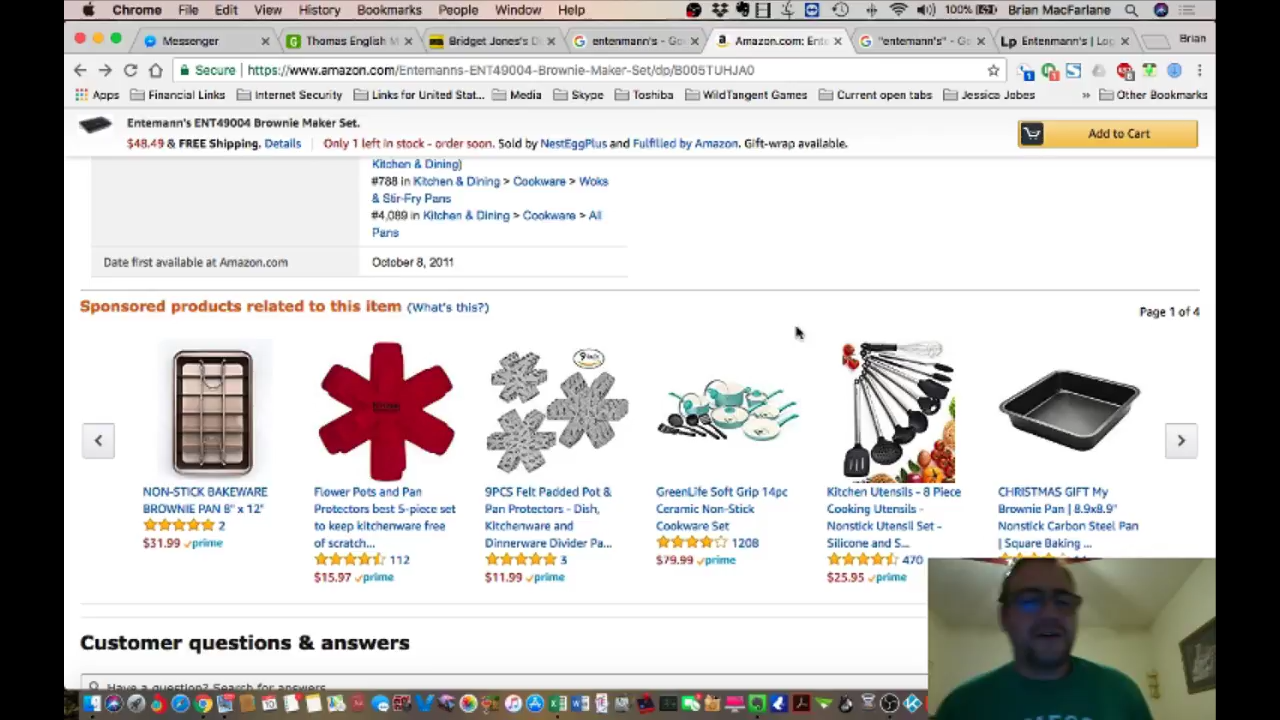 Chrome File Edit View History Bookmarks People Window Help 100% Brian MacFarlane
Messenger Thomas English M Bridget Jones's D entenmann's - Go Amazon.com: Ente "entenmann's" - G Entenmann's | Log Brian
Secure https://www.amazon.com/Entemanns-ENT49004-Brownie-Maker-Set/dp/B005TUHJA0
Apps Financial Links Internet Security Links for United Stat... Media Skype Toshiba WildTangent Games Current open tabs Jessica Jobes » Other Bookmarks
Entemann's ENT49004 Brownie Maker Set.
$48.49 & FREE Shipping. Details Only 1 left in stock - order soon. Sold by NestEggPlus and Fulfilled by Amazon. Gift-wrap available.
Add to Cart
Kitchen & Dining)
#788 in Kitchen & Dining > Cookware > Woks
& Stir-Fry Pans
#4,089 in Kitchen & Dining > Cookware > All
Pans
Date first available at Amazon.com October 8, 2011
Sponsored products related to this item (What's this?)
Page 1 of 4
NON-STICK BAKEWARE
BROWNIE PAN 8" x 12"
2
$31.99 prime
Flower Pots and Pan
Protectors best 5-piece set
to keep kitchenware free
of scratch...
112
$15.97 prime
9PCS Felt Padded Pot &
Pan Protectors - Dish,
Kitchenware and
Dinnerware Divider Pa...
3
$11.99 prime
GreenLife Soft Grip 14pc
Ceramic Non-Stick
Cookware Set
1208
$79.99 prime
Kitchen Utensils - 8 Piece
Cooking Utensils -
Nonstick Utensil Set -
Silicone and S...
470
$25.95 prime
CHRISTMAS GIFT My
Brownie Pan | 8.9x8.9"
Nonstick Carbon Steel Pan
| Square Baking ...
Customer questions & answers
Have a question? Search for answers